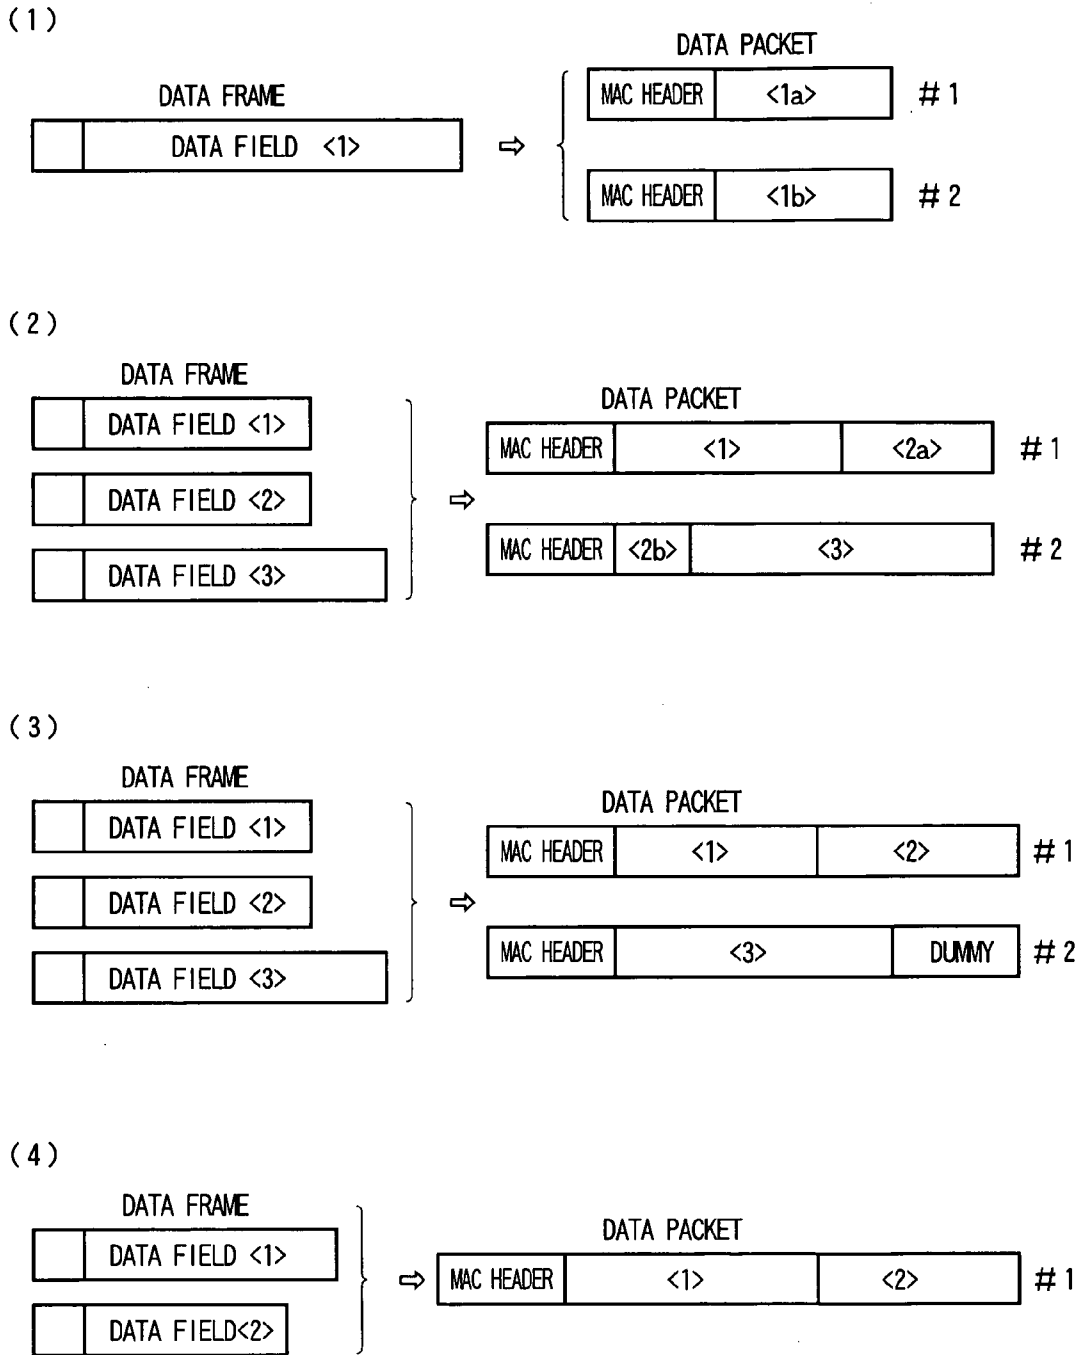 (1)
DATA PACKET
DATA FRAME
MAC HEADER <1a> #1
DATA FIELD <1> ⇨
MAC HEADER <1b> #2
(2)
DATA FRAME
DATA FIELD <1>
DATA FIELD <2>
DATA FIELD <3>
⇨
DATA PACKET
MAC HEADER <1> <2a> #1
MAC HEADER <2b> <3> #2
(3)
DATA FRAME
DATA FIELD <1>
DATA FIELD <2>
DATA FIELD <3>
⇨
DATA PACKET
MAC HEADER <1> <2> #1
MAC HEADER <3> DUMMY #2
(4)
DATA FRAME
DATA FIELD <1>
DATA FIELD<2>
⇨
DATA PACKET
MAC HEADER <1> <2> #1